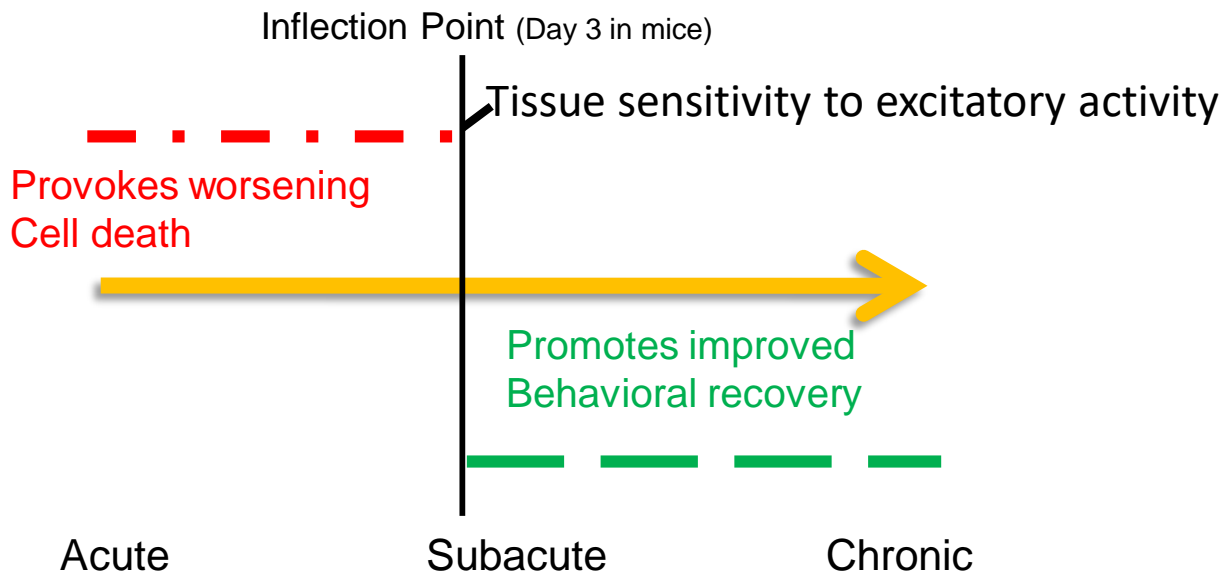 Inflection Point (Day 3 in mice)
Tissue sensitivity to excitatory activity
Provokes worsening
Cell death
Promotes improved
Behavioral recovery
Acute
Subacute
Chronic